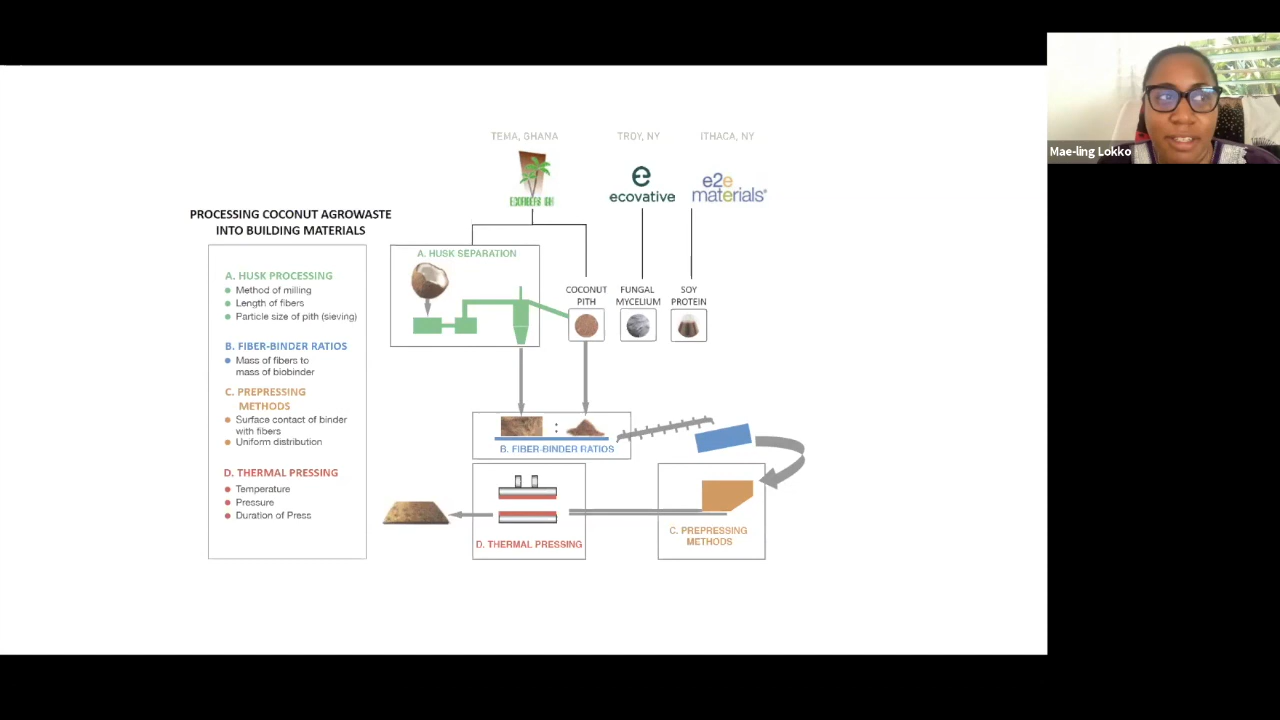 TEMA, GHANA
TROY, NY
ITHACA, NY
ecovative
e2e
materials®
PROCESSING COCONUT AGROWASTE
INTO BUILDING MATERIALS
A. HUSK PROCESSING
Method of milling
Length of fibers
Particle size of pith (sieving)
B. FIBER-BINDER RATIOS
Mass of fibers to
mass of biobinder
C. PREPRESSING
METHODS
Surface contact of binder
with fibers
Uniform distribution
D. THERMAL PRESSING
Temperature
Pressure
Duration of Press
A. HUSK SEPARATION
COCONUT
PITH
FUNGAL
MYCELIUM
SOY
PROTEIN
:
B. FIBER-BINDER RATIOS
C. PREPRESSING
METHODS
D. THERMAL PRESSING
Mae-ling Lokko